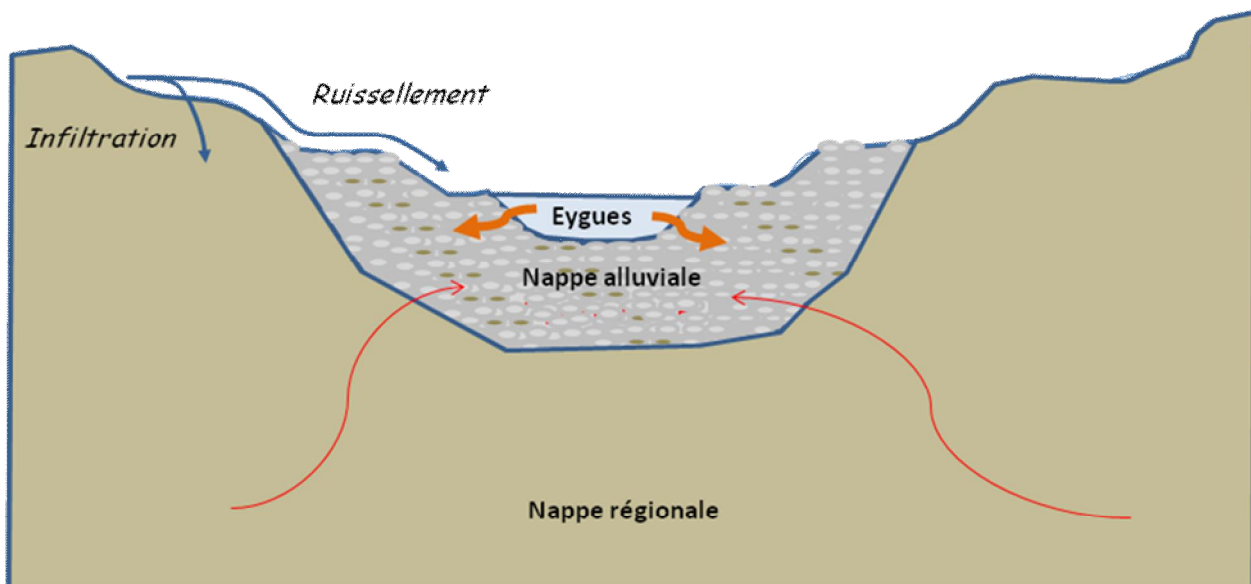 Ruissellement
Infiltration
Eygues
Nappe alluviale
Nappe régionale